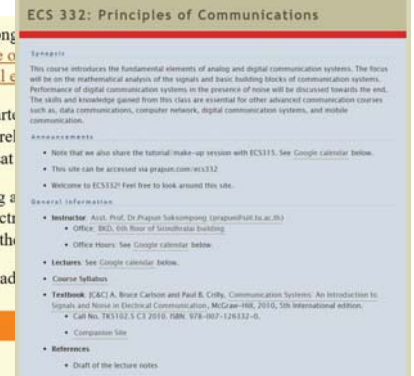 ECS 332: Principles of Communications
Synopsis
This course introduces the fundamental elements of analog and digital communication systems. The focus
will be on the mathematical analysis of the signals and basic building blocks of communication systems.
Performance of digital communication systems in the presence of noise will be discussed towards the end.
The skills and knowledge gained from this class are essential for other advanced communication courses
such as, data communications, computer network, digital communication systems, and mobile
communication.
Announcements
• Note that we also share the tutorial/make-up session with ECS315. See Google calendar below.
• This site can be accessed via prapun.com/ecs332
• Welcome to ECS332! Feel free to look around this site.
General Information
• Instructor: Asst. Prof. Dr.Prapun Suksompong (prapun@siit.tu.ac.th)
• Office: BKD, 6th floor of Sirindhralai building
• Office Hours: See Google calendar below.
• Lectures: See Google calendar below.
• Course Syllabus
• Textbook: [C&C] A. Bruce Carlson and Paul B. Crilly, Communication Systems: An Introduction to
Signals and Noise in Electrical Communication, McGraw-Hill, 2010, 5th International edition.
• Call No. TK5102.5 C3 2010. ISBN: 978-007-126332-0.
• Companion Site
• References
• Draft of the lecture notes